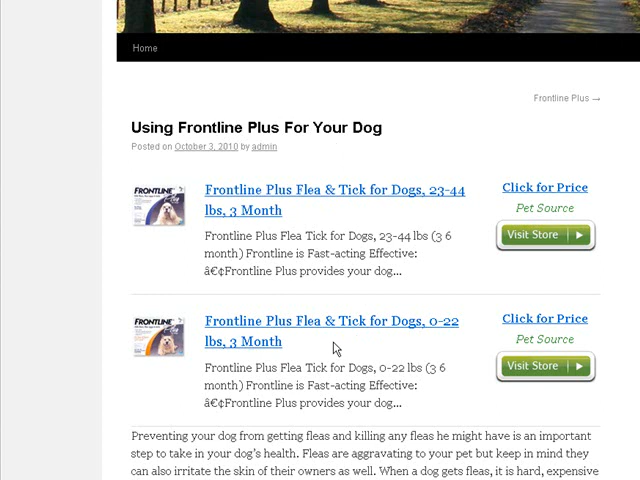 Home
Frontline Plus →
Using Frontline Plus For Your Dog
Posted on October 3, 2010 by admin
FRONTLINE
Frontline Plus Flea & Tick for Dogs, 23-44
lbs, 3 Month
Frontline Plus Flea Tick for Dogs, 23-44 lbs (3 6
month) Frontline is Fast-acting Effective:
â€¢Frontline Plus provides your dog...
Click for Price
Pet Source
Visit Store
FRONTLINE
Frontline Plus Flea & Tick for Dogs, 0-22
lbs, 3 Month
Frontline Plus Flea Tick for Dogs, 0-22 lbs (3 6
month) Frontline is Fast-acting Effective:
â€¢Frontline Plus provides your dog...
Click for Price
Pet Source
Visit Store
Preventing your dog from getting fleas and killing any fleas he might have is an important
step to take in your dog's health. Fleas are aggravating to your pet but keep in mind they
can also irritate the skin of their owners as well. When a dog gets fleas, it is hard, expensive